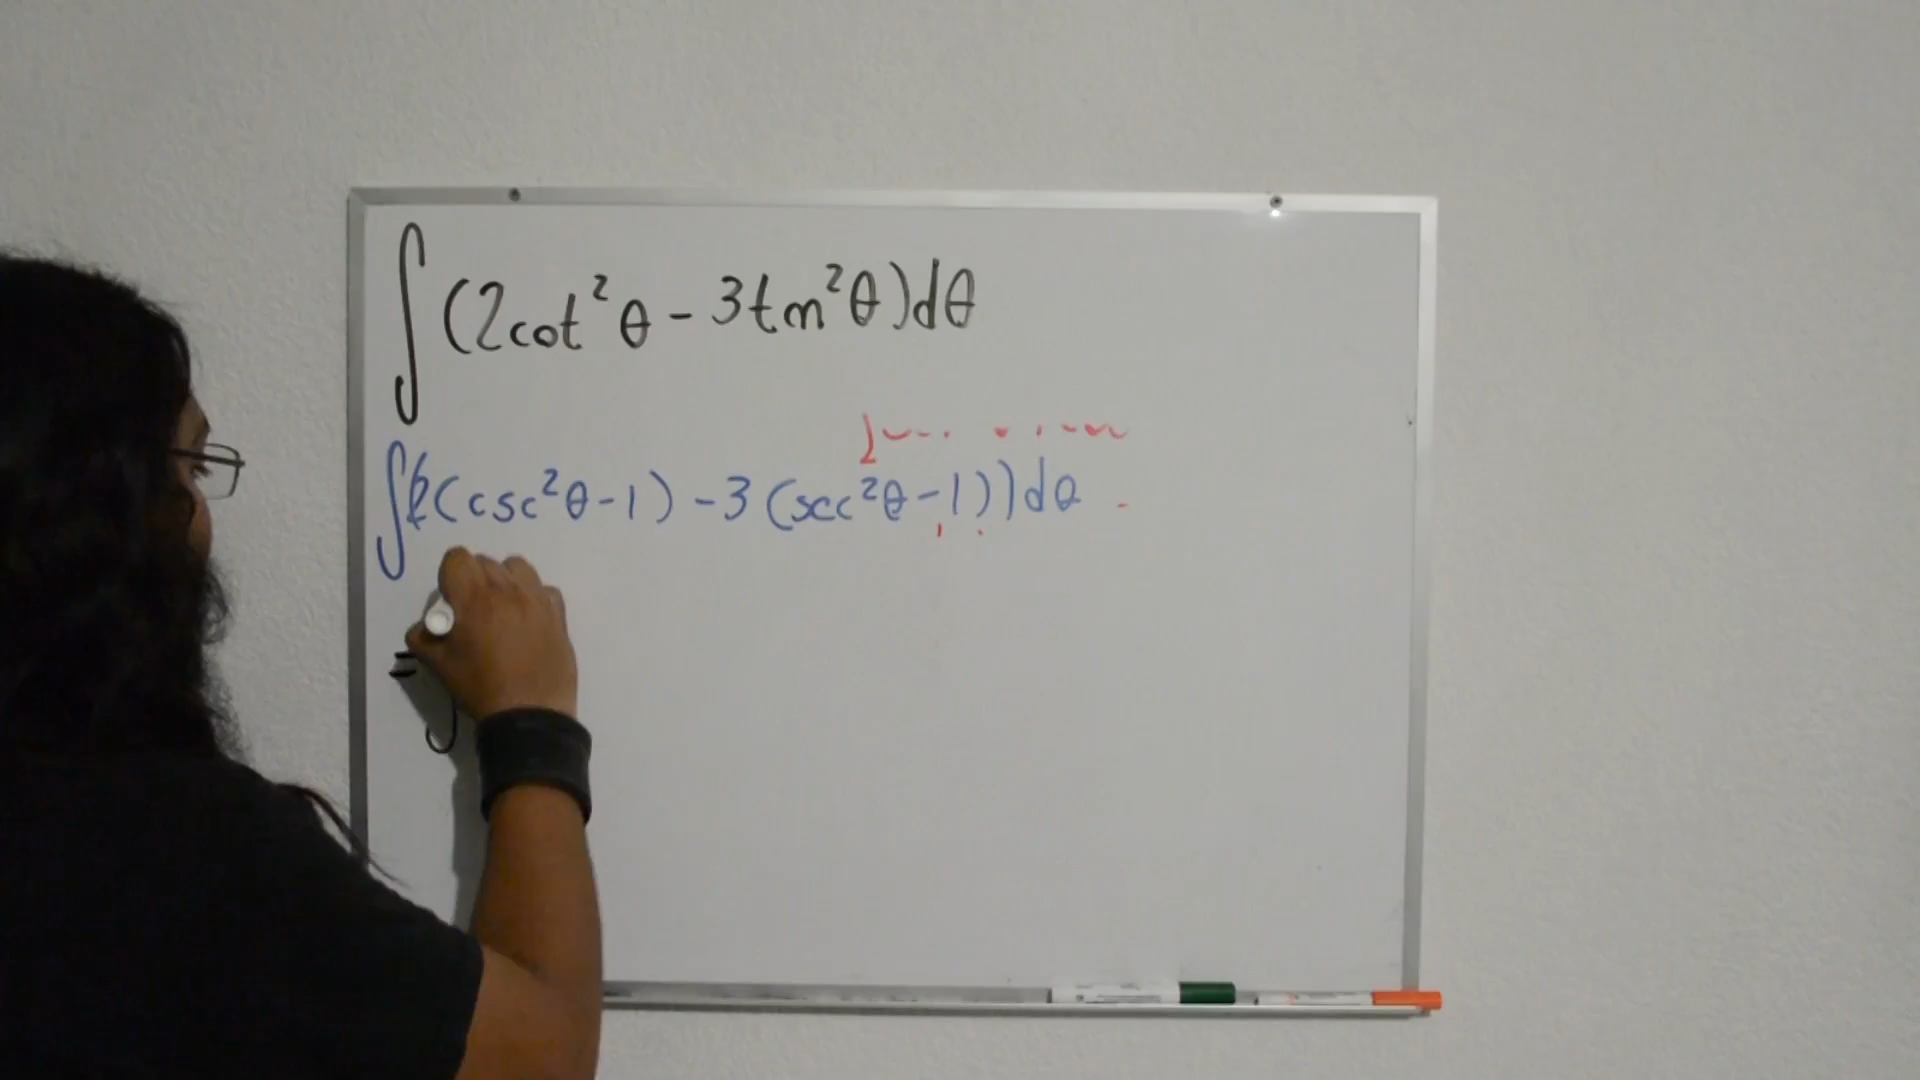 ∫(2cot²θ - 3tan²θ)dθ
∫(2(csc²θ-1) - 3(sec²θ-1))dθ
=